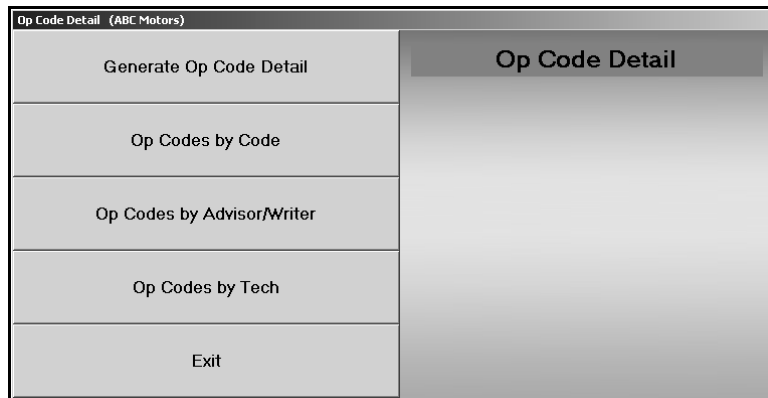 Op Code Detail (ABC Motors)
Generate Op Code Detail
Op Codes by Code
Op Codes by Advisor/Writer
Op Codes by Tech
Exit
Op Code Detail